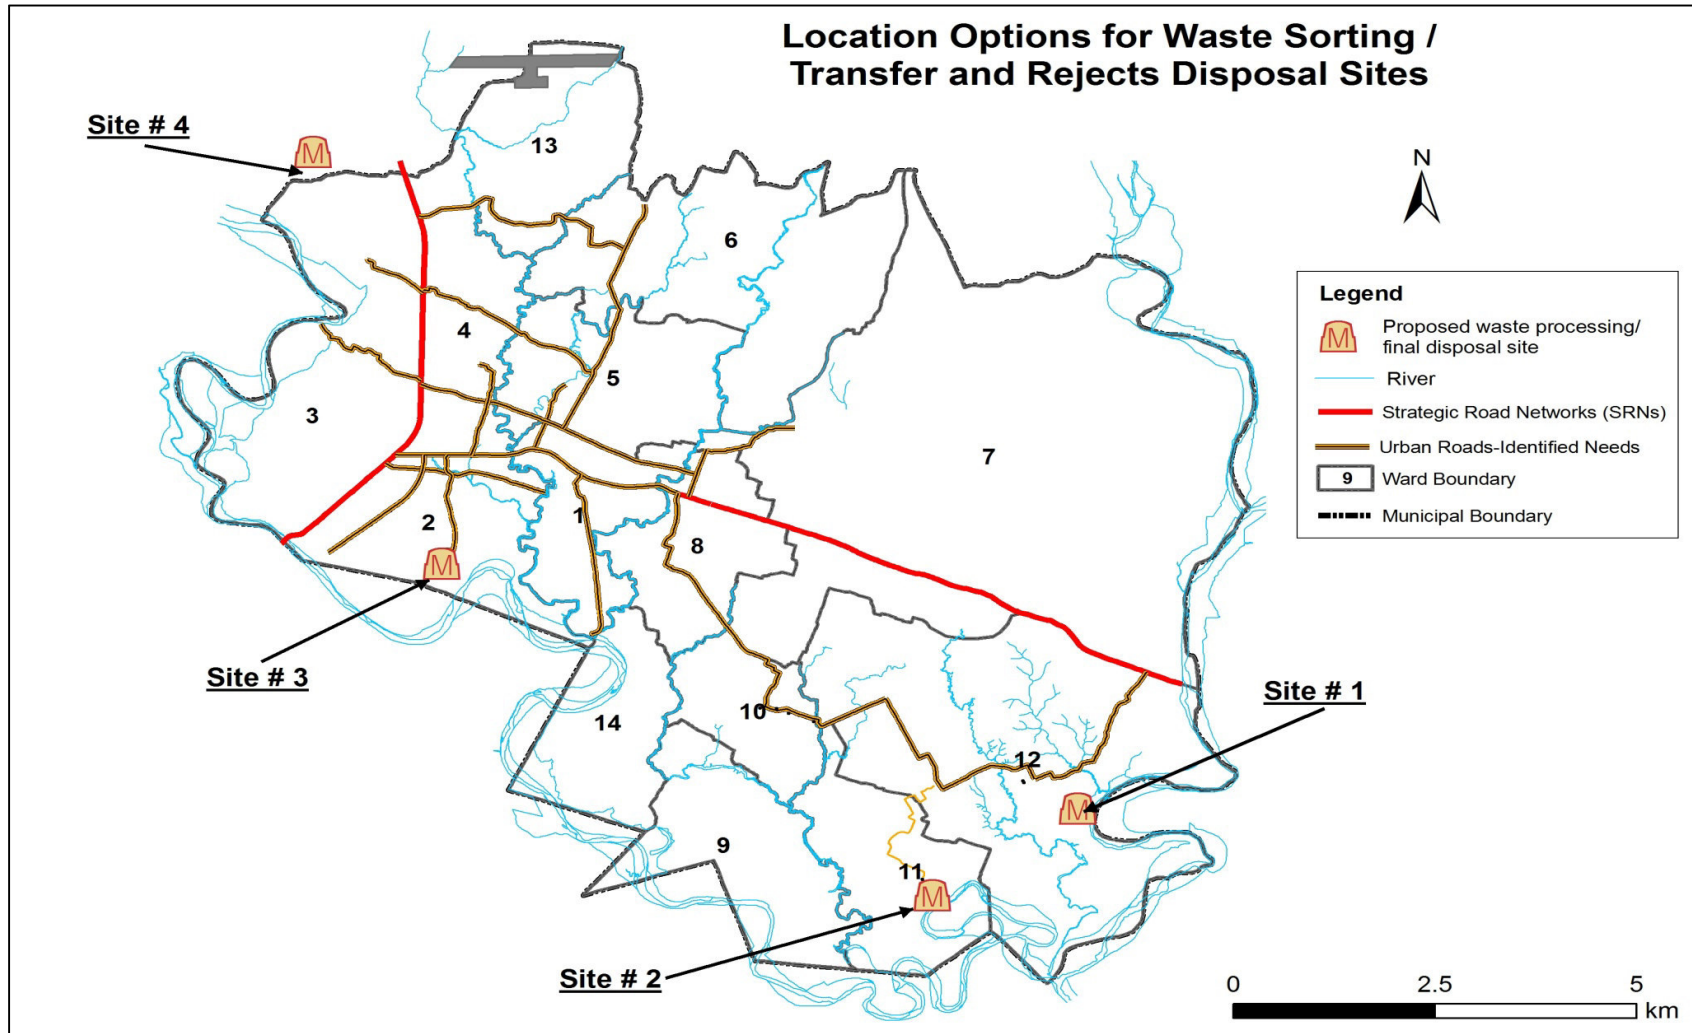 Location Options for Waste Sorting /
Transfer and Rejects Disposal Sites
Site # 4
13
N
6
Legend
M Proposed waste processing/
final disposal site
River
Strategic Road Networks (SRNs)
Urban Roads-Identified Needs
9 Ward Boundary
Municipal Boundary
4
5
3
7
2
1
8
M
M
Site # 3
Site # 1
14
10
12
M
9
11
M
Site # 2
0 2.5 5
km